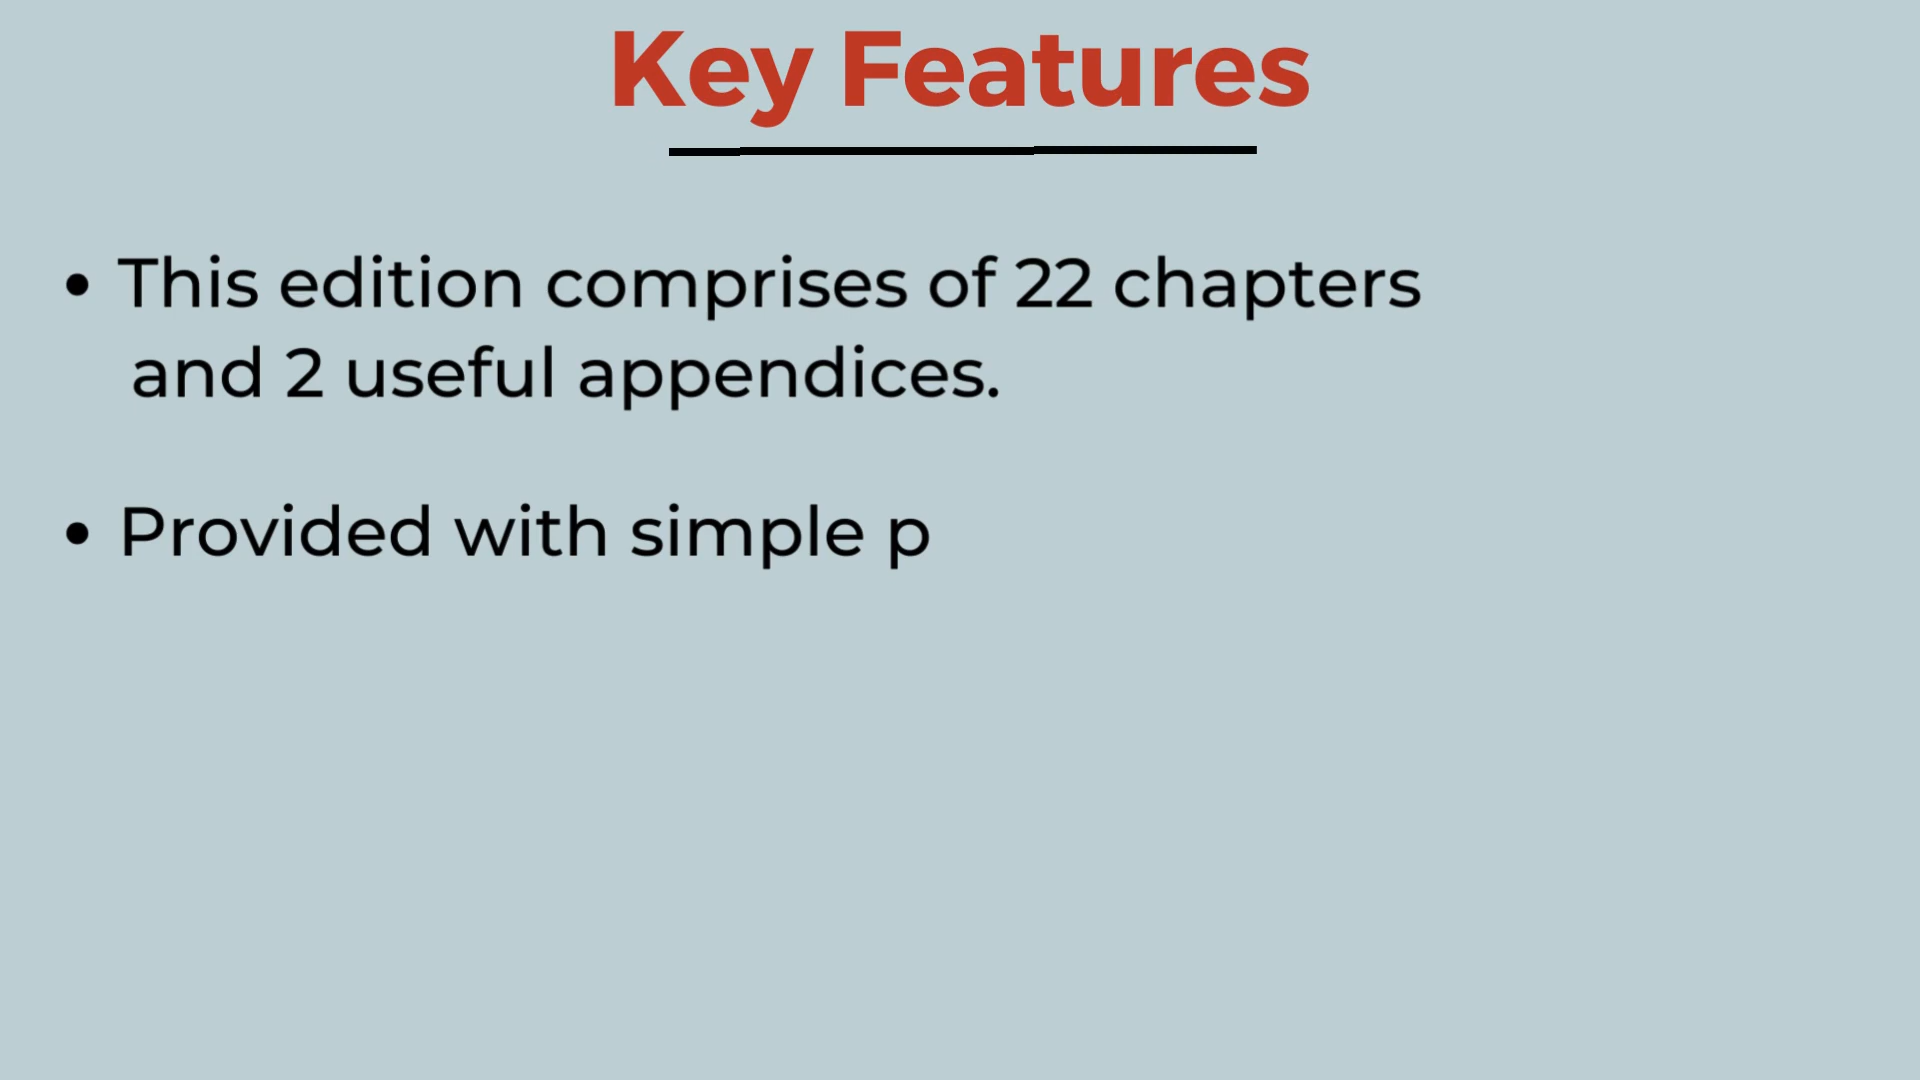 Key Features
• This edition comprises of 22 chapters
and 2 useful appendices.
• Provided with simple p